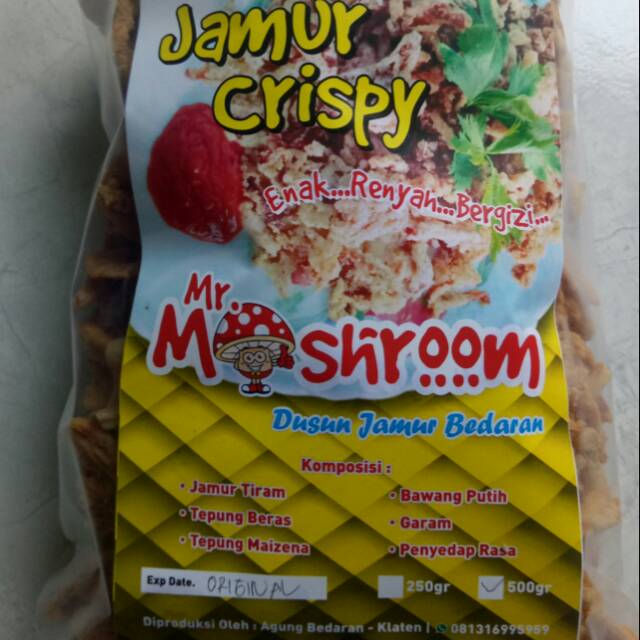 Jamur
Crispy
Enak...Renyah...Bergizi...
Mr.
Mushroom
Dusun Jamur Bedaran
Komposisi :
• Jamur Tiram
• Tepung Beras
• Tepung Maizena
• Bawang Putih
• Garam
• Penyedap Rasa
Exp Date. ORIGINAL
250gr 500gr
Diproduksi Oleh : Agung Bedaran - Klaten | 081316995959